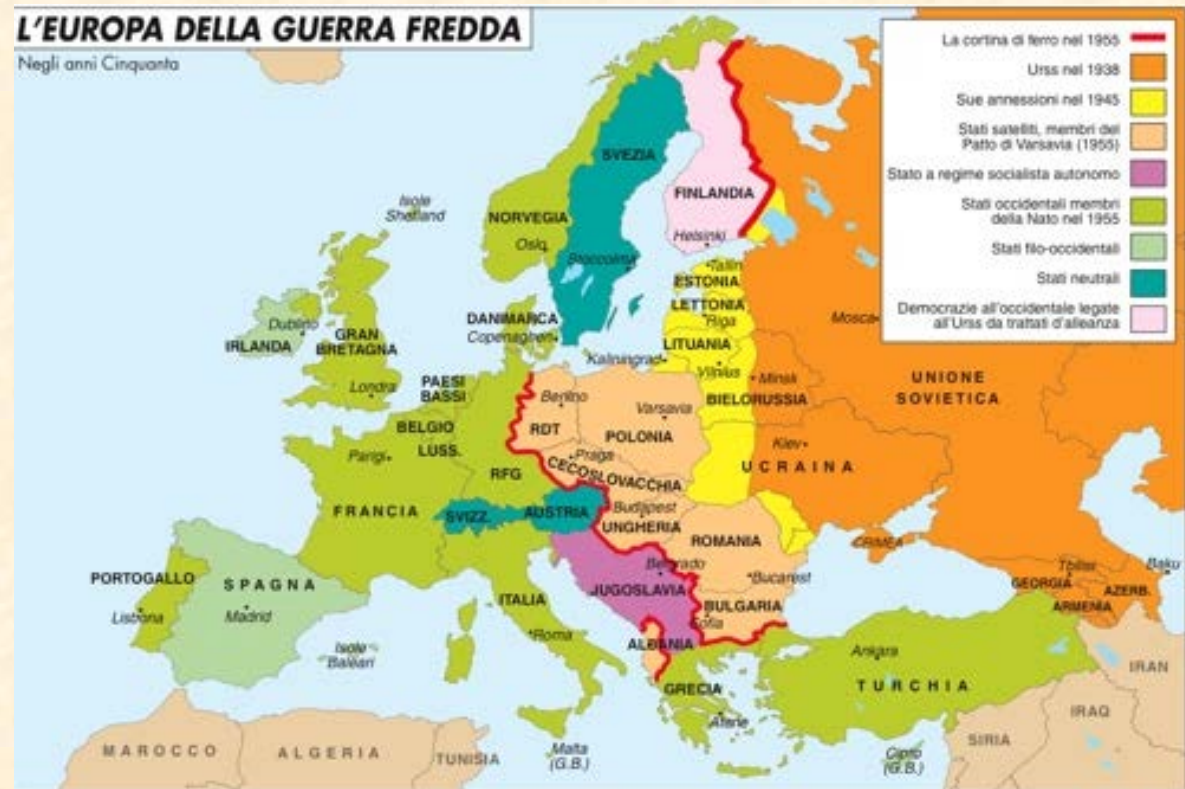 L'EUROPA DELLA GUERRA FREDDA
Negli anni Cinquanta
La cortina di ferro nel 1955
Urss nel 1938
Sue annessioni nel 1945
Stati satelliti, membri del
Patto di Varsavia (1955)
Stato a regime socialista autonomo
Stati occidentali membri
della Nato nel 1955
Stati filo-occidentali
Stati neutrali
Democrazie all'occidentale legate
all'Urss da trattati d'alleanza
SVEZIA
FINLANDIA
Isole
Shetland
NORVEGIA
Oslo
Helsinki
Stoccolma
Tallin
ESTONIA
LETTONIA
Riga
DANIMARCA
Copenaghen
Mosca
Dublino
IRLANDA
GRAN
BRETAGNA
LITUANIA
Kaliningrad
Vilnius
Londra
PAESI
BASSI
Berlino
Varsavia
Minsk
BIELORUSSIA
UNIONE
SOVIETICA
BELGIO
LUSS.
RDT
POLONIA
Parigi
Praga
Kiev
UCRAINA
RFG
CECOSLOVACCHIA
FRANCIA
SVIZZ.
AUSTRIA
Budapest
UNGHERIA
ROMANIA
CRIMEA
Belgrado
Bucarest
Tbilisi
Baku
GEORGIA
AZERB.
ARMENIA
PORTOGALLO
SPAGNA
JUGOSLAVIA
BULGARIA
Sofia
ITALIA
Lisbona
Madrid
Roma
ALBANIA
Isole
Baleari
Ankara
IRAN
GRECIA
TURCHIA
Atene
IRAQ
MAROCCO
ALGERIA
TUNISIA
Malta
(G.B.)
Cipro
(G.B.)
SIRIA